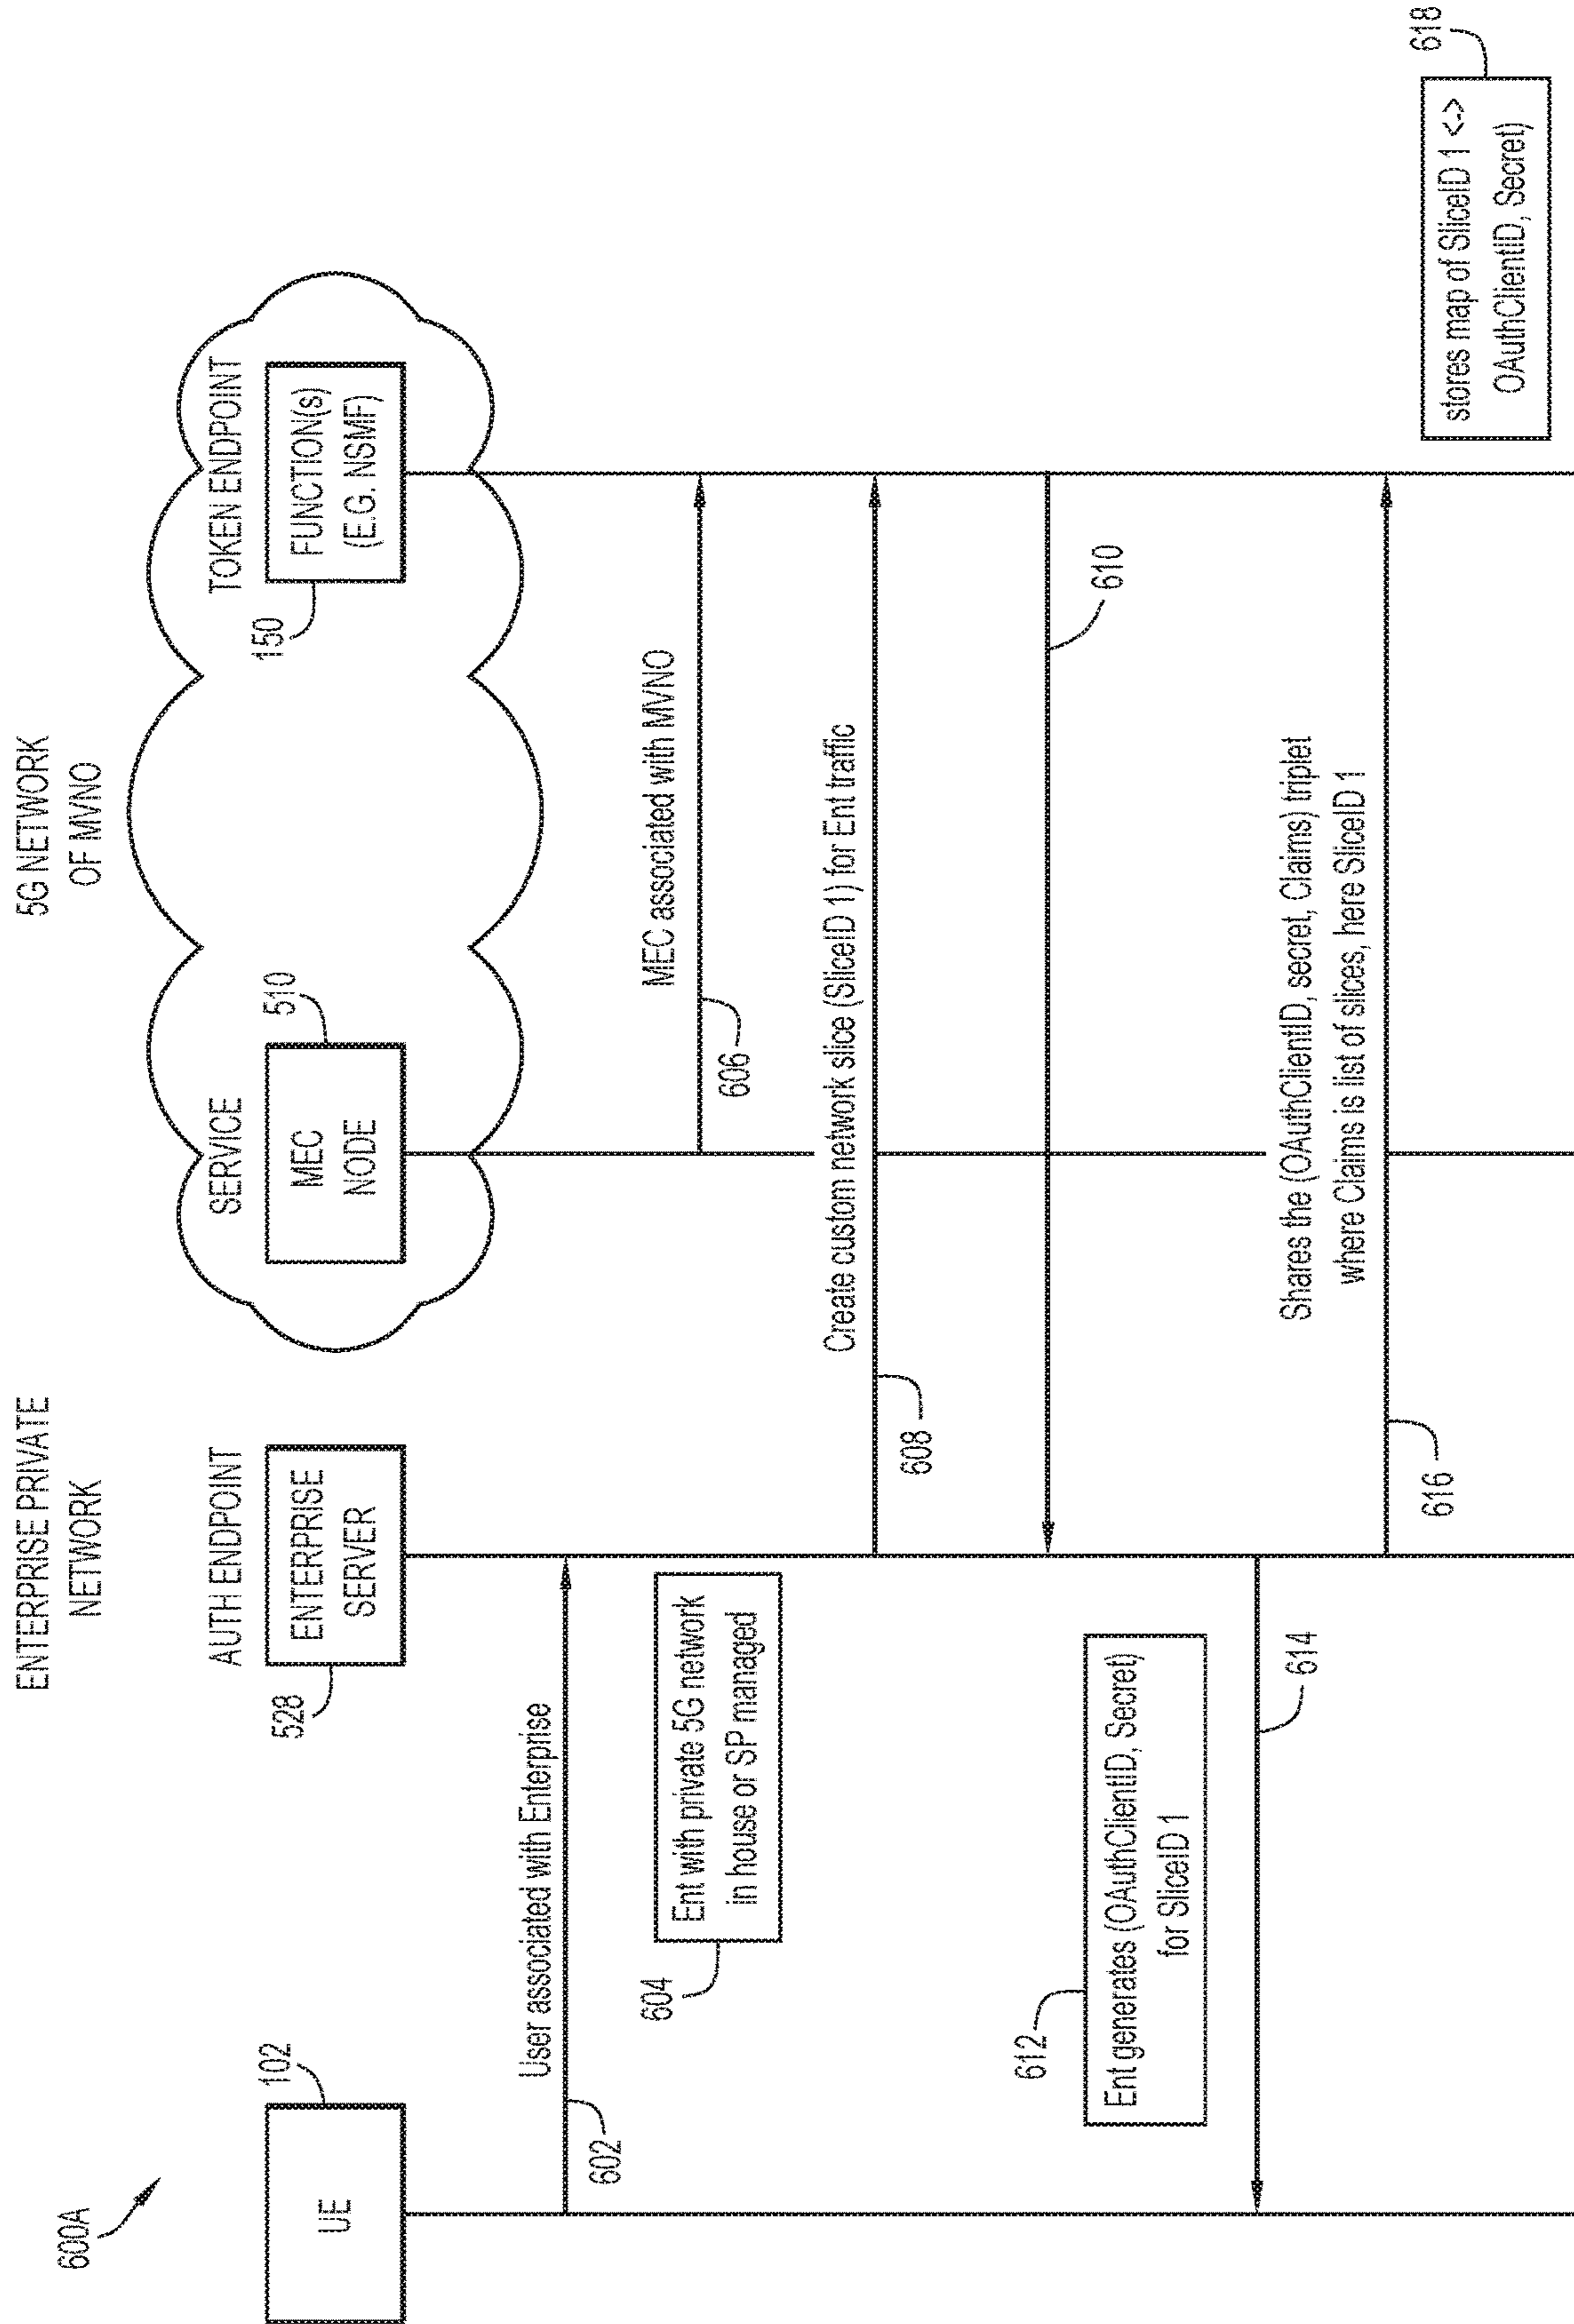 600A
ENTERPRISE PRIVATE
NETWORK
5G NETWORK
OF MVNO
UE
102
AUTH ENDPOINT
ENTERPRISE
SERVER
528
SERVICE
MEC
NODE
510
TOKEN ENDPOINT
FUNCTION(s)
(E.G. NSMF)
150
User associated with Enterprise
602
Ent with private 5G network
in house or SP managed
604
MEC associated with MVNO
606
Create custom network slice (SliceID 1) for Ent traffic
608
610
Ent generates (OAuthClientID, Secret)
for SliceID1
612
614
Shares the (OAuthClientID, secret, Claims) triplet
where Claims is list of slices, here SliceID1
616
stores map of SliceID 1 <->
OAuthClientID, Secret)
618